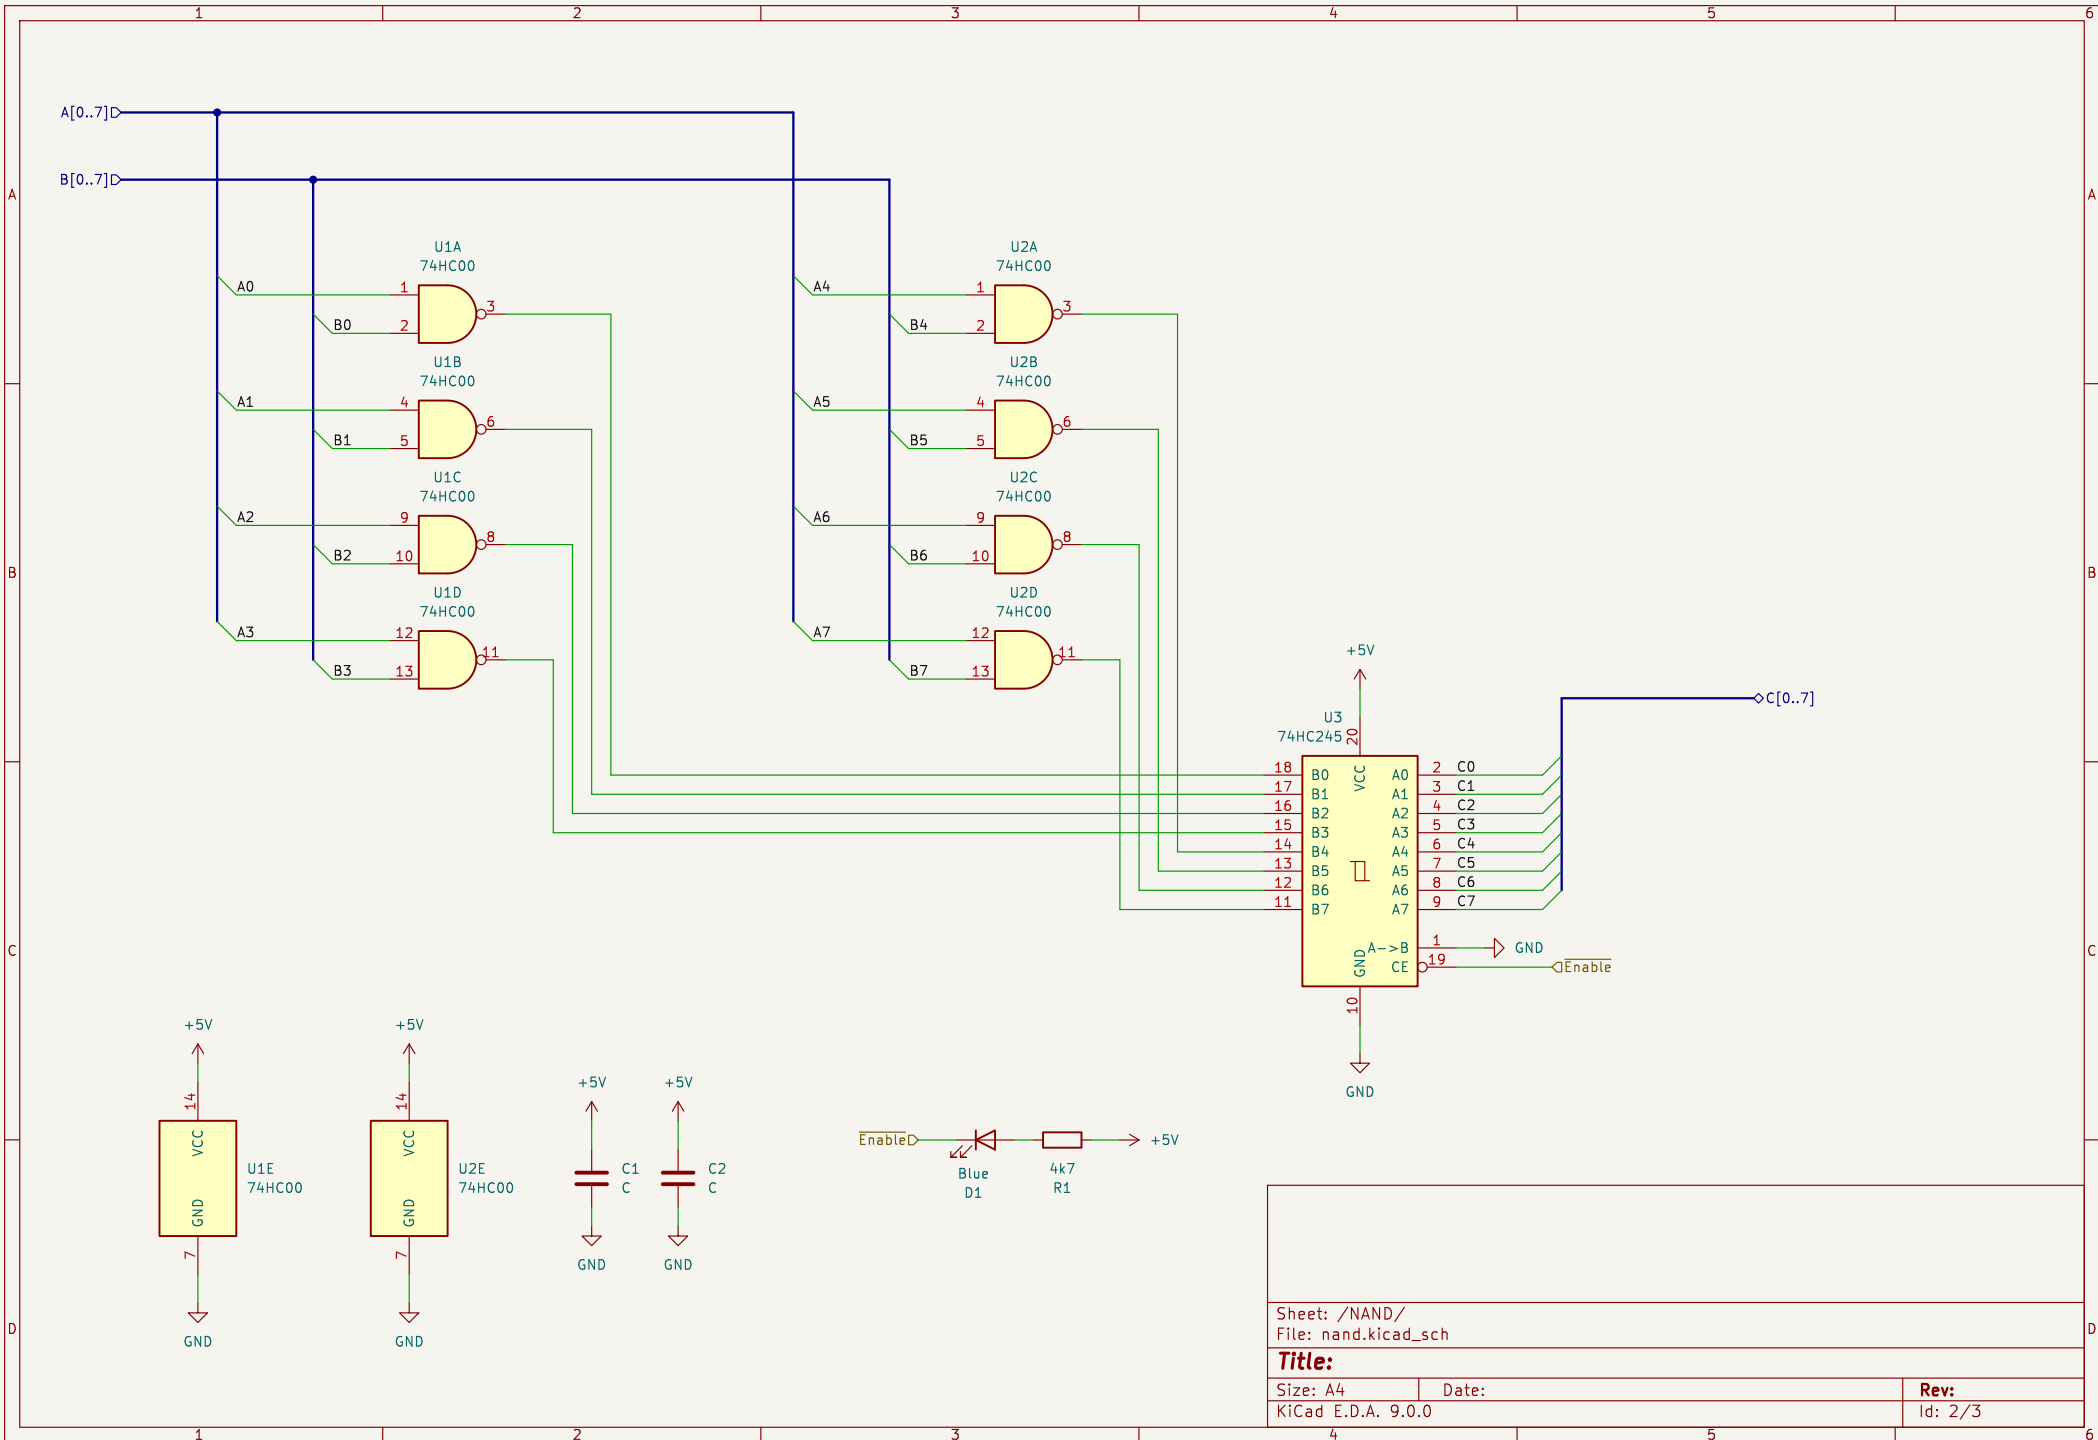 1 2 3 4 5 6
A[0..7]
B[0..7]
A A
U1A U2A
74HC00 74HC00
A0 1 3 A4 1 3
B0 2 B4 2
U1B U2B
74HC00 74HC00
A1 4 6 A5 4 6
B1 5 B5 5
U1C U2C
74HC00 74HC00
A2 9 8 A6 9 8
B2 10 B6 10
B B
U1D U2D
74HC00 74HC00
A3 12 11 A7 12 11
B3 13 B7 13
+5V
C[0..7]
U3
74HC245 20
VCC
18 B0 A0 2 C0
17 B1 A1 3 C1
16 B2 A2 4 C2
15 B3 A3 5 C3
14 B4 A4 6 C4
13 B5 A5 7 C5
12 B6 A6 8 C6
11 B7 A7 9 C7
A->B 1 GND
GND CE 19 Enable
10
GND
C C
+5V +5V
14 14
VCC VCC
U1E U2E
74HC00 74HC00
GND GND
7 7
GND GND
+5V +5V
C1 C2
C C
GND GND
Enable +5V
Blue 4k7
D1 R1
D D
Sheet: /NAND/
File: nand.kicad_sch
Title:
Size: A4 Date: Rev:
KiCad E.D.A. 9.0.0 Id: 2/3
1 2 3 4 5 6